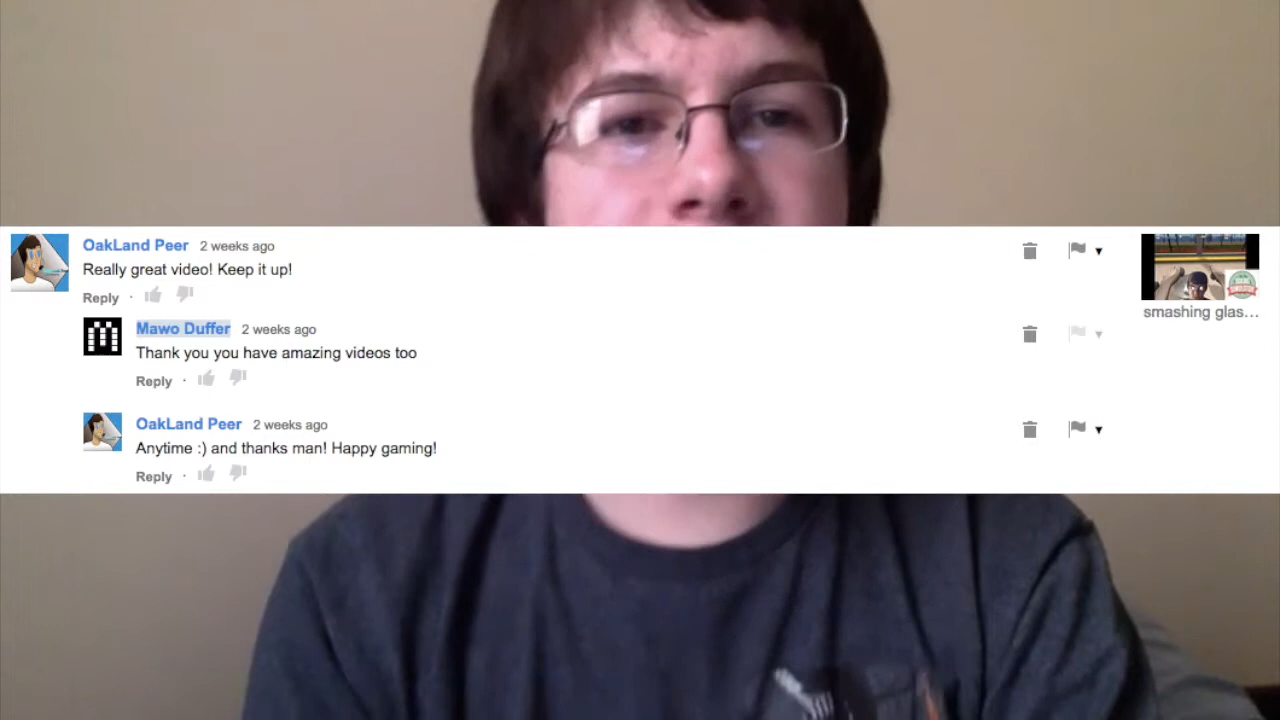 OakLand Peer 2 weeks ago
Really great video! Keep it up!
Reply ·
smashing glas...
Mawo Duffer 2 weeks ago
Thank you you have amazing videos too
Reply ·
OakLand Peer 2 weeks ago
Anytime :) and thanks man! Happy gaming!
Reply ·